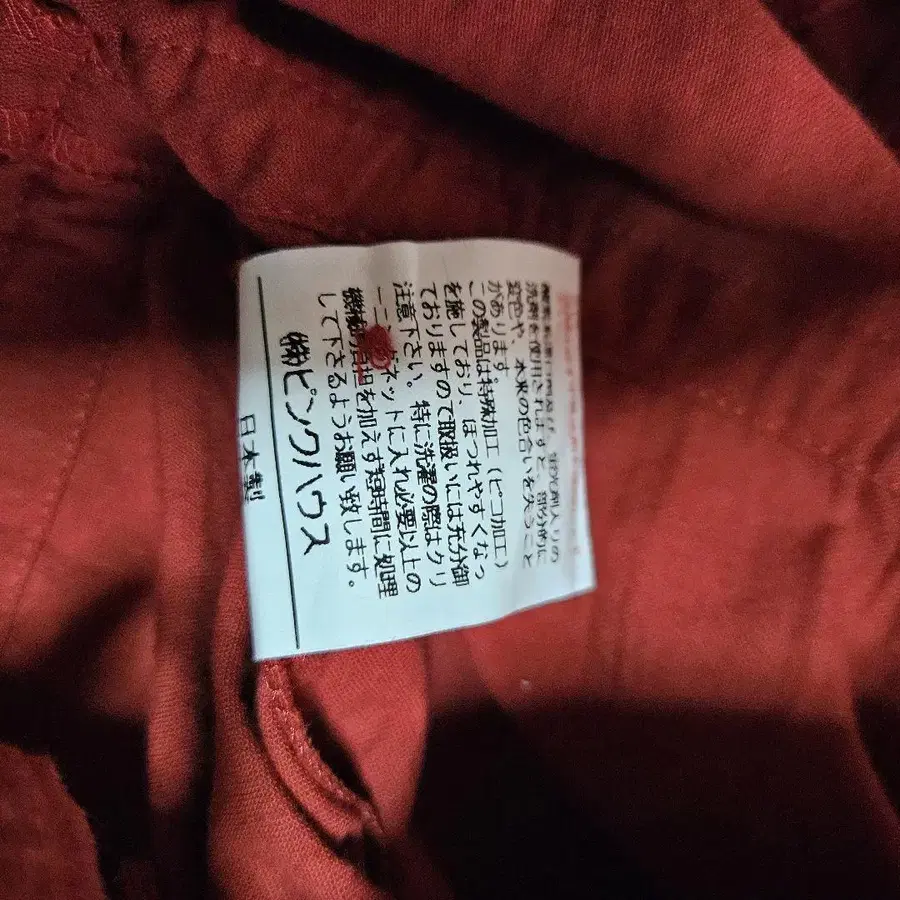 洗剤を使用されますと、部分的に
変色や、本来の色合いを失うこと
があります。
この製品は特殊加工（ピコ加工）
を施しており、ほつれやすくなっ
ておりますので取扱いには充分御
注意下さい。特に洗濯の際はクリ
ーニングネットに入れ必要以上の
機械的負担を加えず短時間に処理
して下さるようお願い致します。
㈱ピンクハウス
日本製